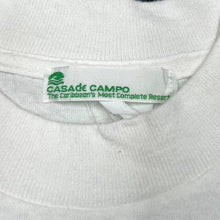 CASA de CAMPO
The Caribbean's Most Complete Resort